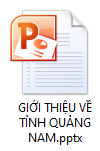 P
GIỚI THIỆU VỀ
TỈNH QUẢNG
NAM.pptx